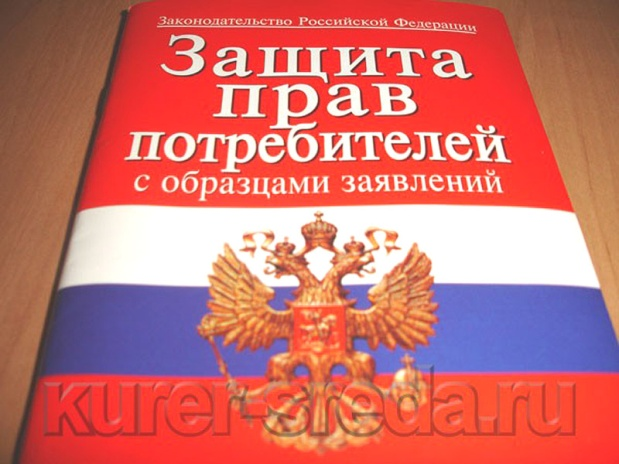 Законодательство Российской Федерации
Защита
прав
потребителей
с образцами заявлений
kurer-sreda.ru